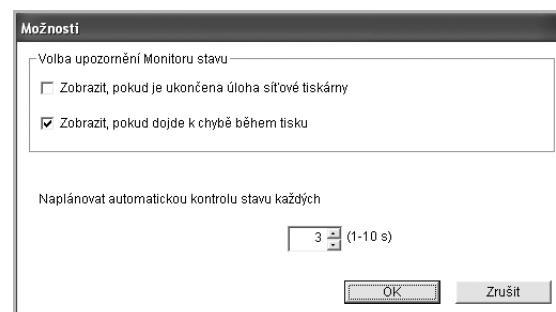 Možnosti
Volba upozornění Monitoru stavu
Zobrazit, pokud je ukončena úloha síťové tiskárny
Zobrazit, pokud dojde k chybě během tisku
Naplánovat automatickou kontrolu stavu každých
3 (1-10 s)
OK Zrušit